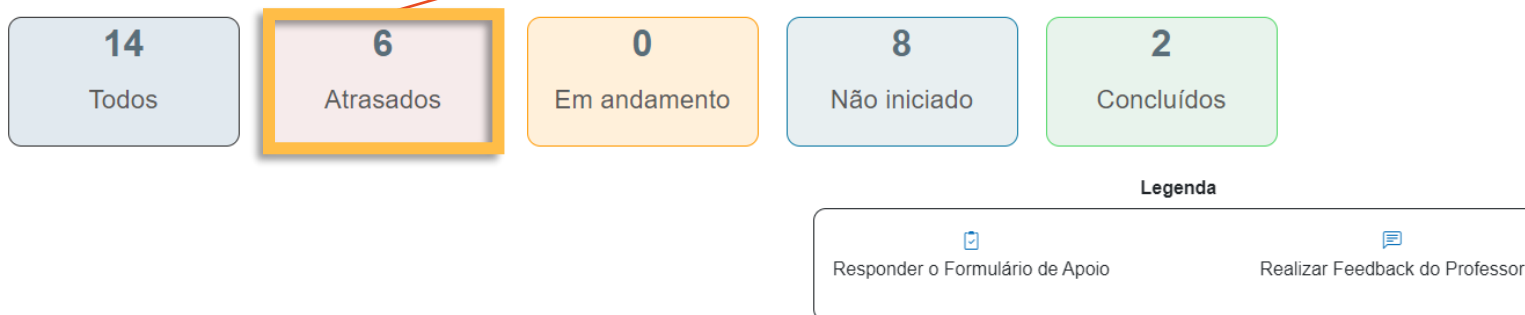 14
Todos
6
Atrasados
0
Em andamento
8
Não iniciado
2
Concluídos
Legenda
Responder o Formulário de Apoio
Realizar Feedback do Professor